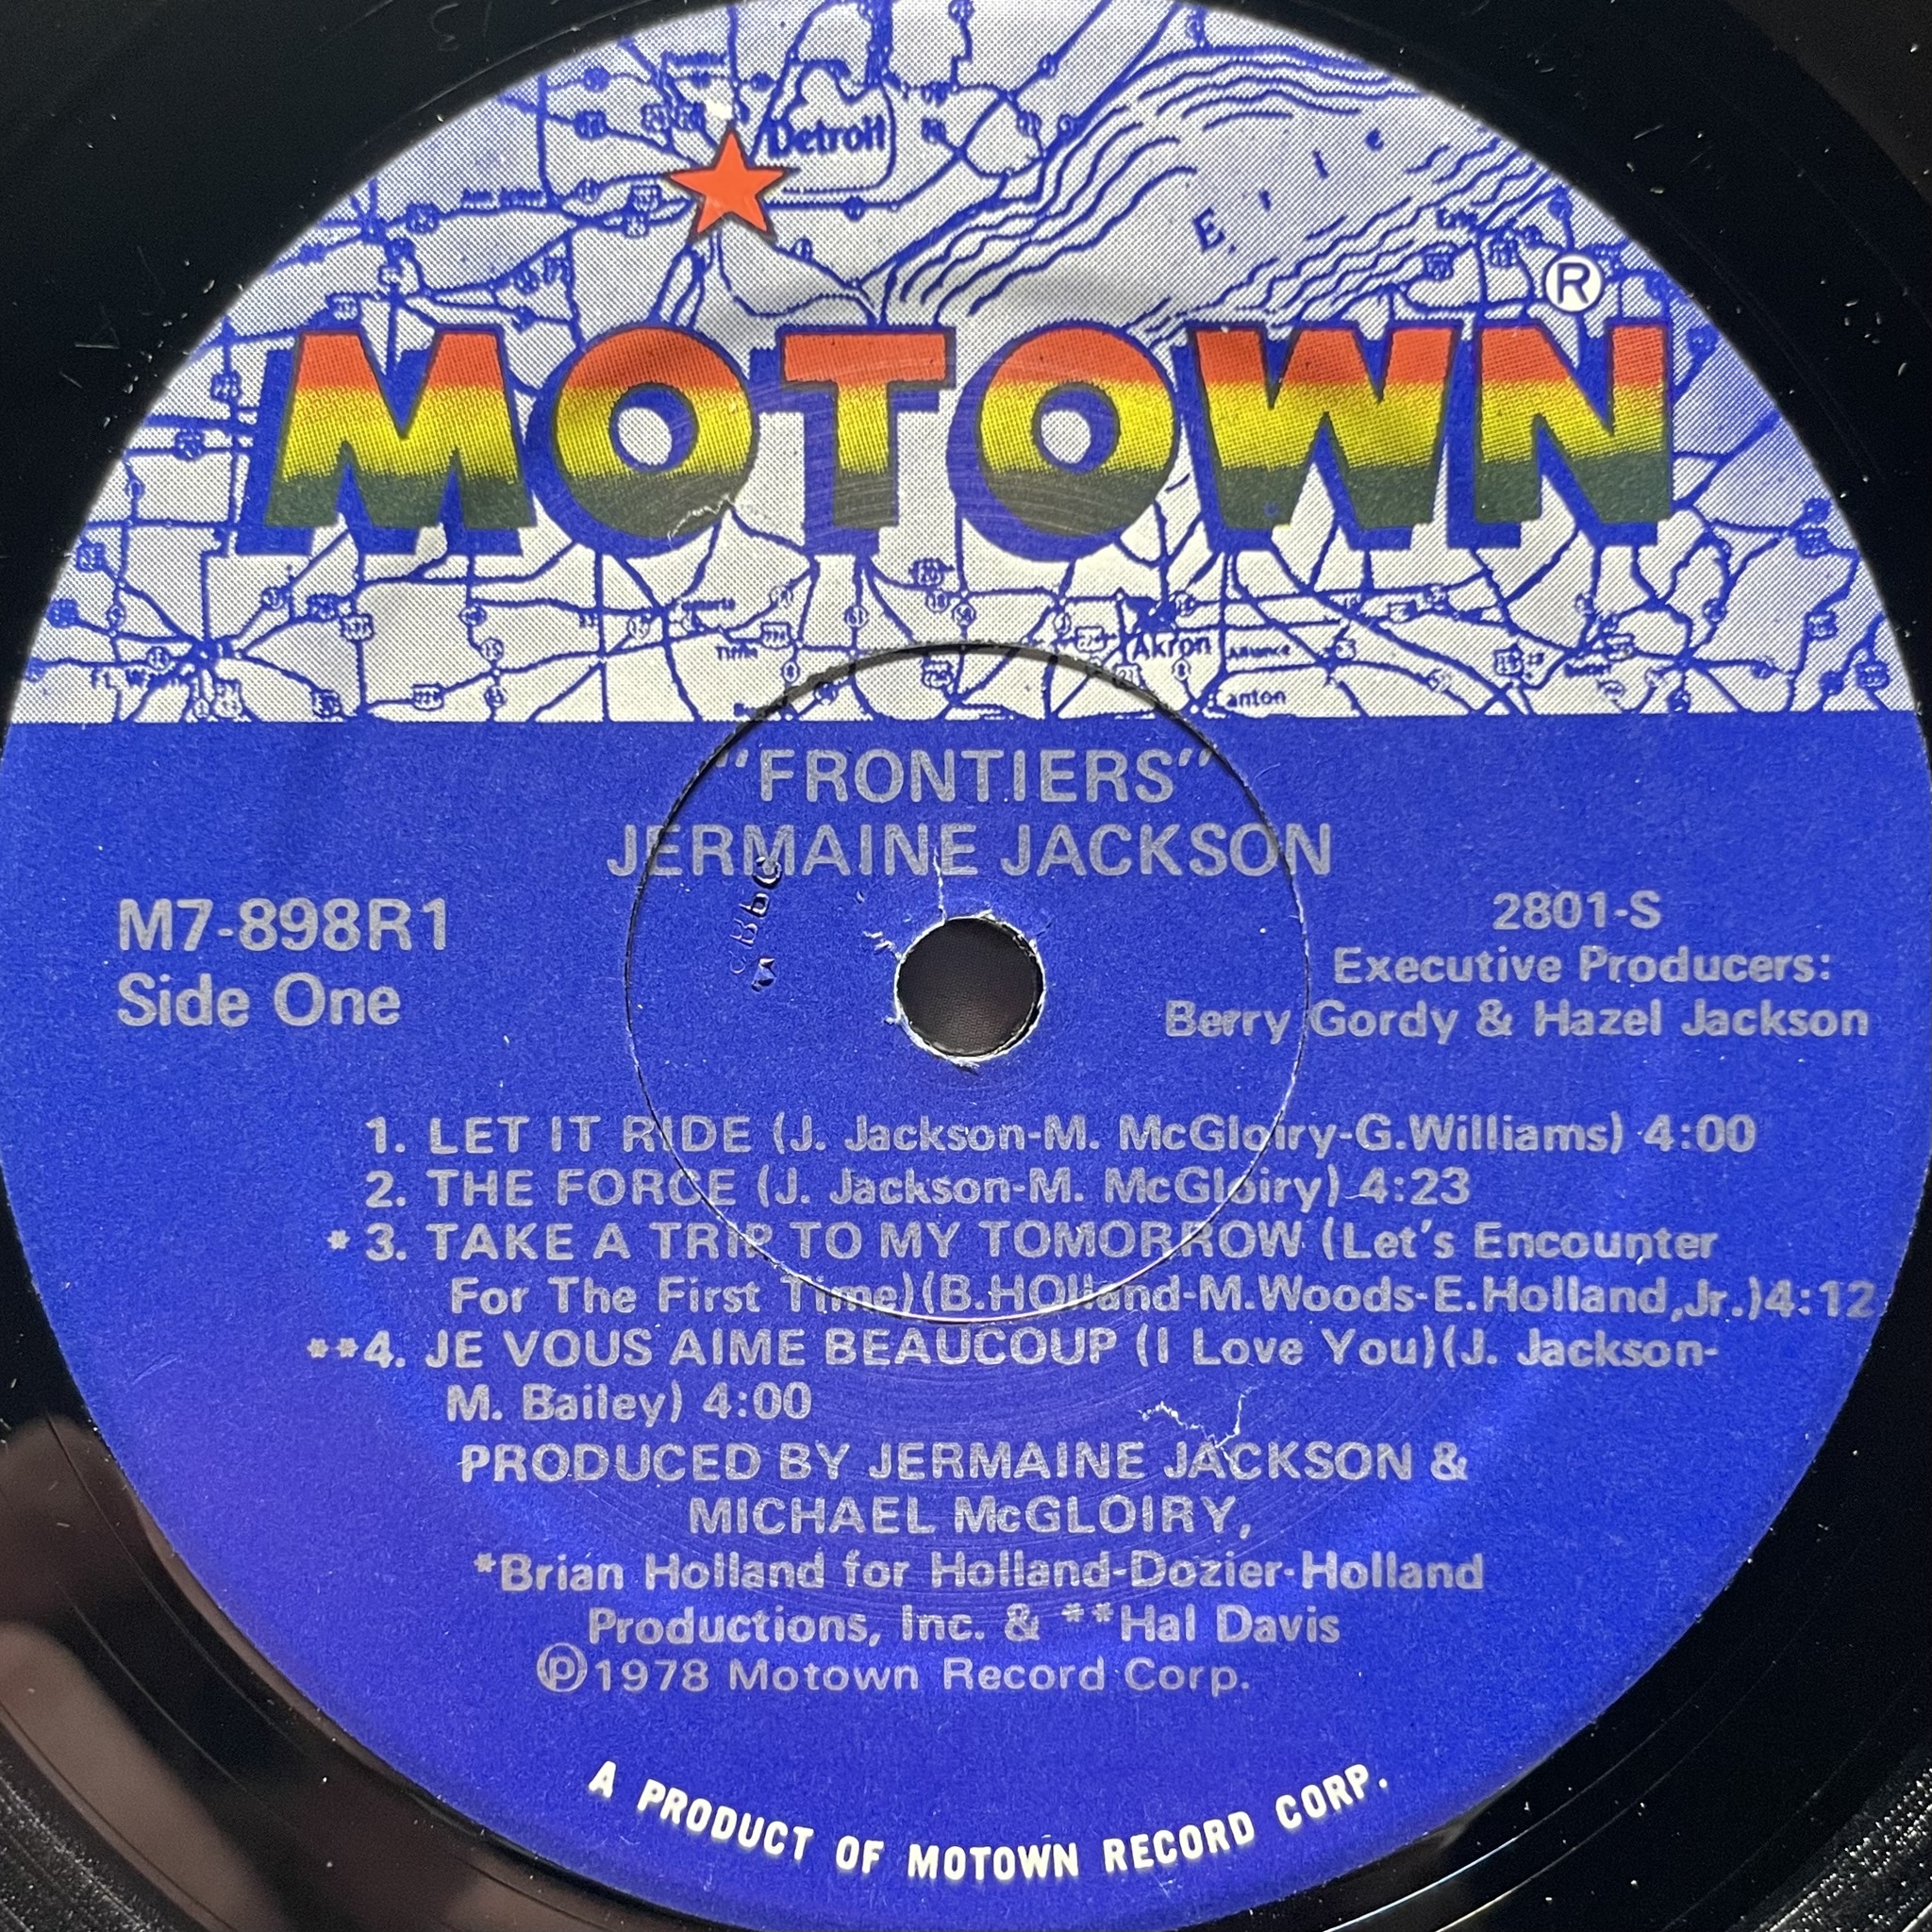 Detroit
E r i e
®
MOTOWN
Akron
Alliance
Canton
"FRONTIERS"
JERMAINE JACKSON
M7-898R1
Side One
2801-S
Executive Producers:
Berry Gordy & Hazel Jackson
1. LET IT RIDE (J. Jackson-M. McGloiry-G.Williams) 4:00
2. THE FORCE (J. Jackson-M. McGloiry) 4:23
* 3. TAKE A TRIP TO MY TOMORROW (Let's Encounter
For The First Time)(B.HOlland-M.Woods-E.Holland,Jr.)4:12
**4. JE VOUS AIME BEAUCOUP (I Love You)(J. Jackson-
M. Bailey) 4:00
PRODUCED BY JERMAINE JACKSON &
MICHAEL McGLOIRY,
*Brian Holland for Holland-Dozier-Holland
Productions, Inc. & **Hal Davis
℗1978 Motown Record Corp.
A PRODUCT OF MOTOWN RECORD CORP.